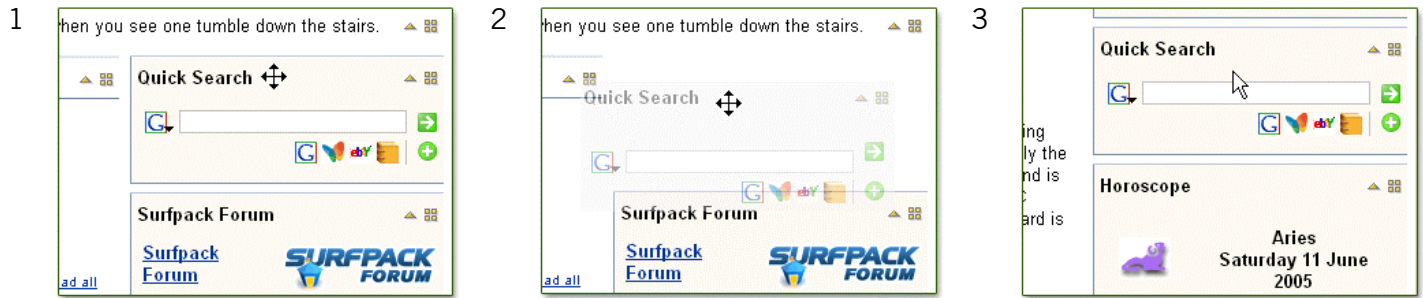 1
hen you see one tumble down the stairs.
Quick Search
G
G ebY
Surfpack Forum
Surfpack
Forum
SURFPACK
FORUM
ad all
2
hen you see one tumble down the stairs.
Quick Search
G
G ebY
Surfpack Forum
Surfpack
Forum
SURFPACK
FORUM
ad all
3
Quick Search
G
G ebY
ing
ly the
nd is
ard is
Horoscope
Aries
Saturday 11 June
2005